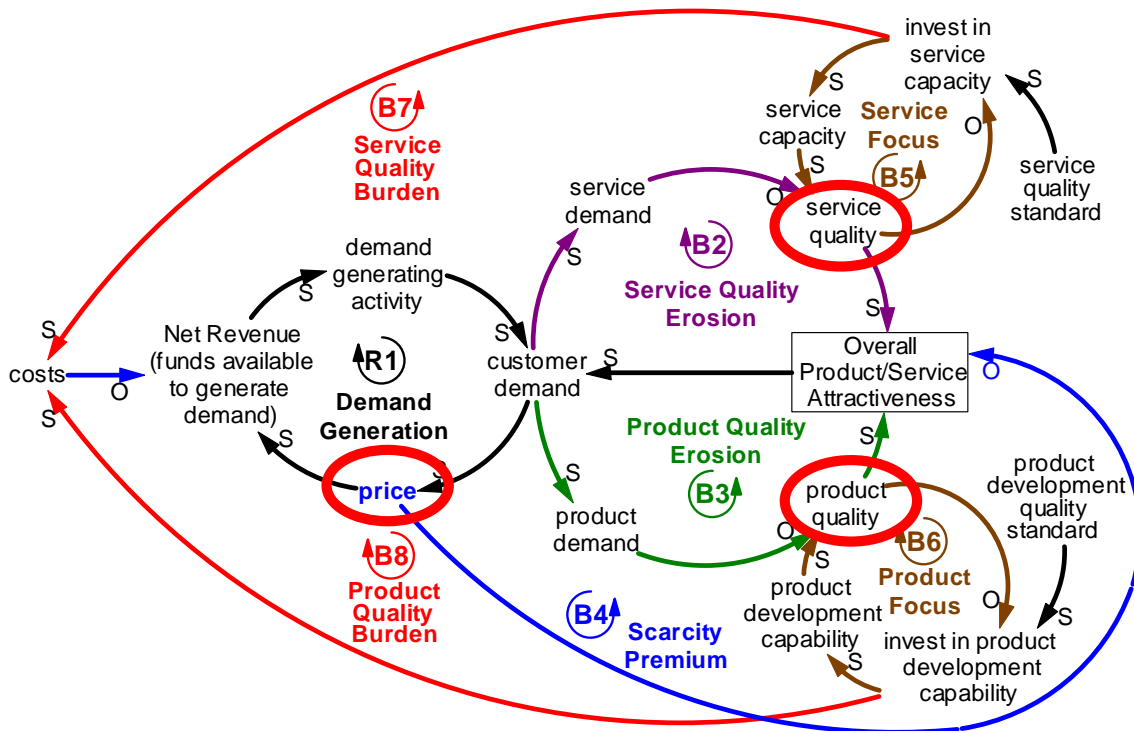 invest in
service
capacity
S
B7
Service
Quality
Burden
S
service
capacity
Service
Focus
O
S
B5
service
quality
standard
service
demand
S
O
service
quality
demand
generating
activity
S
B2
Service Quality
Erosion
S
S
Net Revenue
(funds available
to generate
demand)
S
S
costs
O
S
R1
Demand
Generation
customer
demand
S
Overall
Product/Service
Attractiveness
O
S
S
price
S
Product Quality
Erosion
B3
S
product
quality
product
development
quality
standard
product
demand
O
S
B6
Product
Focus
B8
Product
Quality
Burden
product
development
capability
O
S
B4
Scarcity
Premium
S
invest in product
development
capability